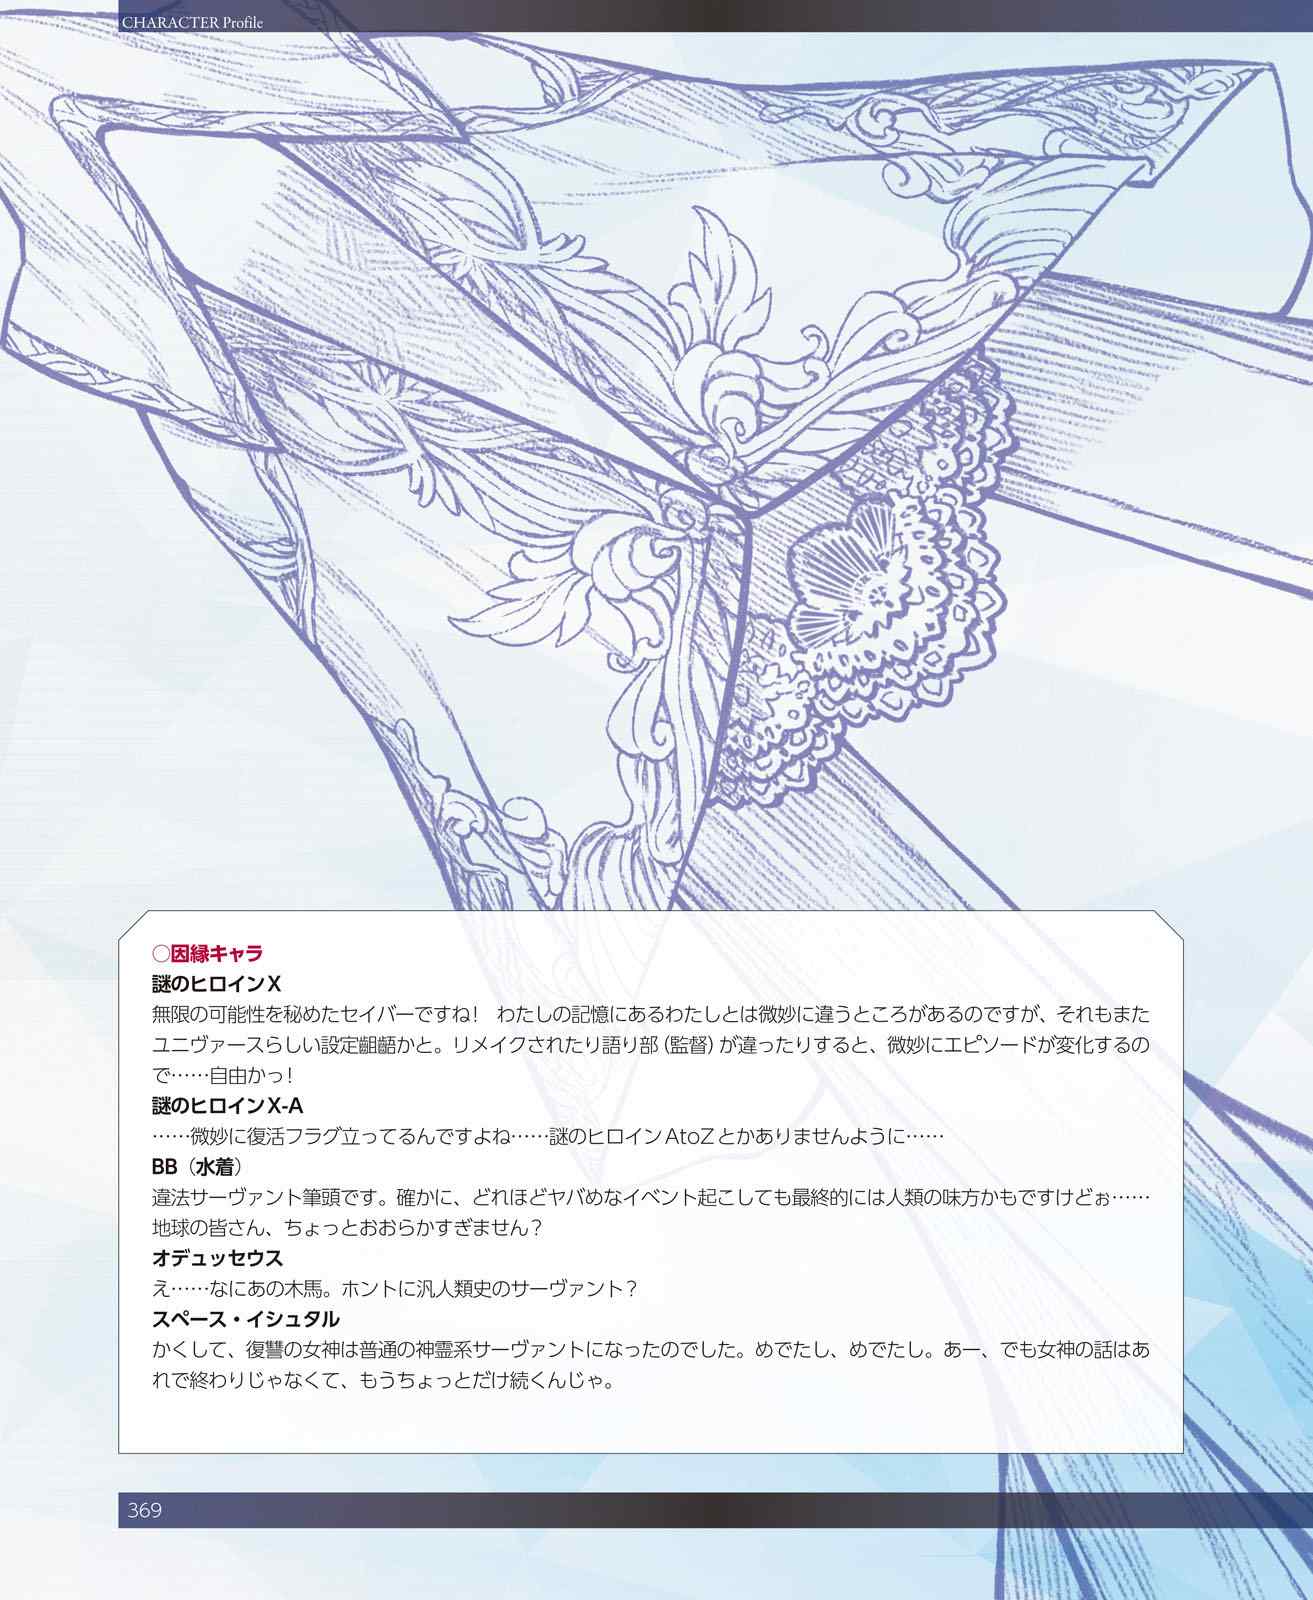 CHARACTER Profile
○因縁キャラ
謎のヒロインX
無限の可能性を秘めたセイバーですね！　わたしの記憶にあるわたしとは微妙に違うところがあるのですが、それもまた
ユニヴァースらしい設定齟齬かと。リメイクされたり語り部（監督）が違ったりすると、微妙にエピソードが変化するの
で……自由かっ！
謎のヒロインX-A
……微妙に復活フラグ立ってるんですよね……謎のヒロインAtoZとかありませんように……
BB（水着）
違法サーヴァント筆頭です。確かに、どれほどヤバめなイベント起こしても最終的には人類の味方かもですけどぉ……
地球の皆さん、ちょっとおおらかすぎません？
オデュッセウス
え……なにあの木馬。ホントに汎人類史のサーヴァント？
スペース・イシュタル
かくして、復讐の女神は普通の神霊系サーヴァントになったのでした。めでたし、めでたし。あー、でも女神の話はあ
れで終わりじゃなくて、もうちょっとだけ続くんじゃ。
369